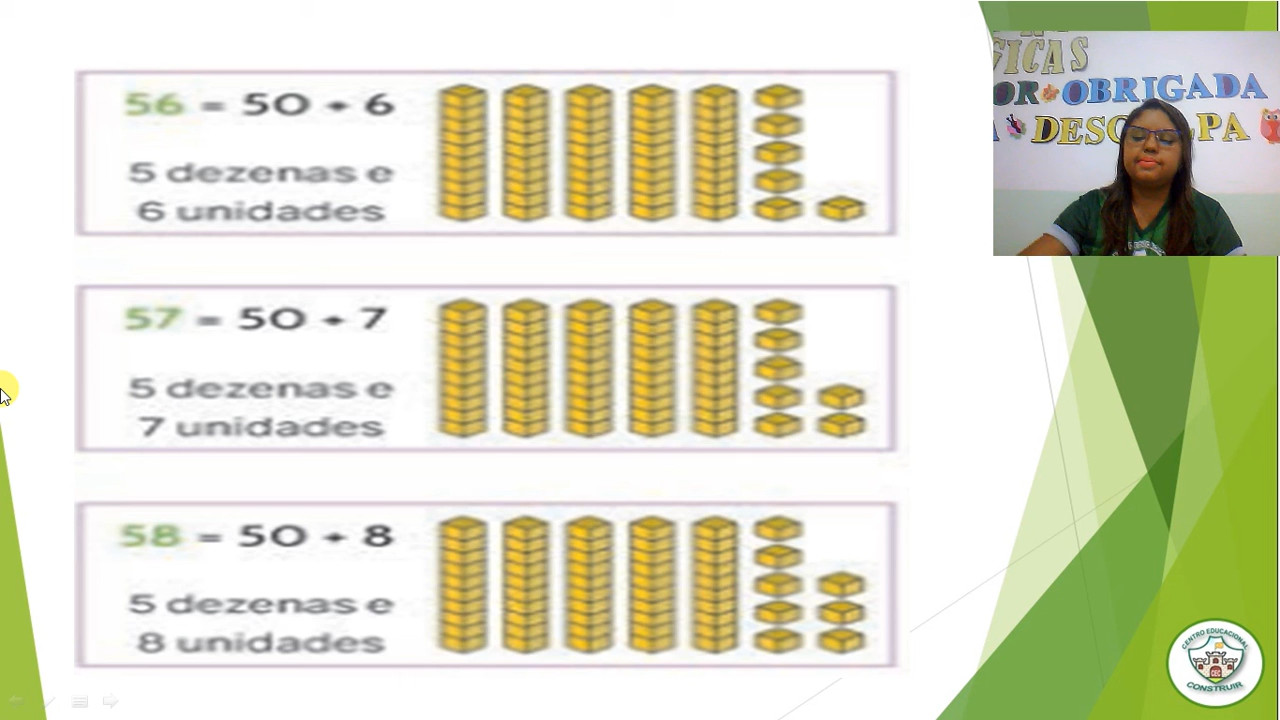 56 = 50 + 6
5 dezenas e
6 unidades
57 = 50 + 7
5 dezenas e
7 unidades
58 = 50 + 8
5 dezenas e
8 unidades
OBRIGADA
CENTRO EDUCACIONAL
CEC
CONSTRUIR